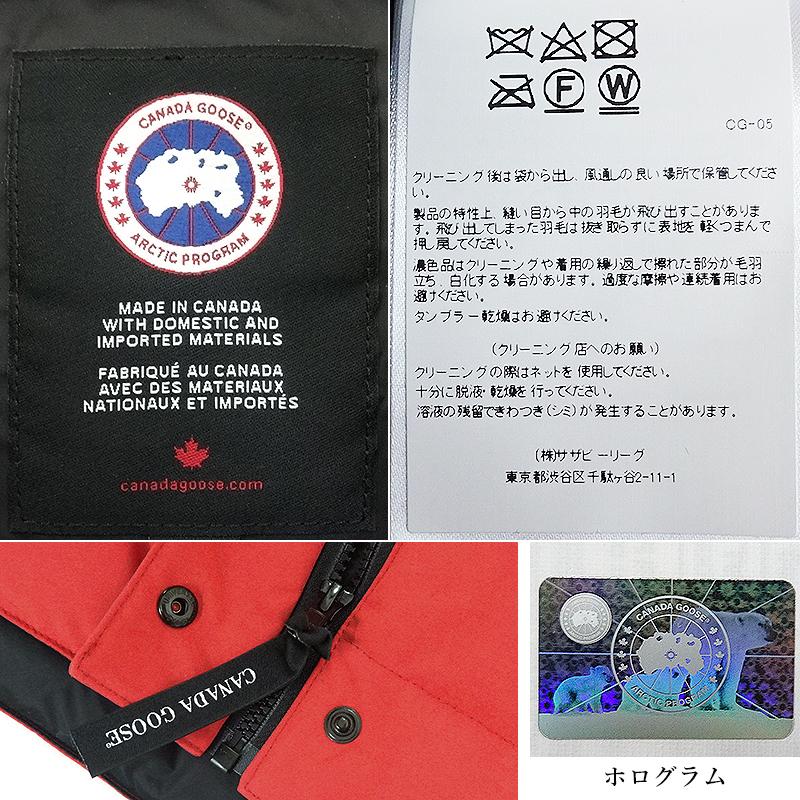 CANADA GOOSE®
ARCTIC PROGRAM
MADE IN CANADA
WITH DOMESTIC AND
IMPORTED MATERIALS
FABRIQUÉ AU CANADA
AVEC DES MATERIAUX
NATIONAUX ET IMPORTÉS
canadagoose.com
F
W
CG-05
クリーニング後は袋から出し、風通しの良い場所で保管してくださ
い。
製品の特性上、縫い目から中の羽毛が飛び出すことがありま
す。飛び出してしまった羽毛は抜き取らずに表地を軽くつまんで
押し戻してください。
濃色品はクリーニングや着用の繰り返しで擦れた部分が毛羽
立ち、白化する場合があります。過度な摩擦や連続着用はお
避けください。
タンブラー乾燥はお避けください。
(クリーニング店へのお願い)
クリーニングの際はネットを使用してください。
十分に脱液・乾燥を行ってください。
溶液の残留できわつき(シミ)が発生することがあります。
(株)サザビーリーグ
東京都渋谷区千駄ヶ谷2-11-1
CANADA GOOSE®
CANADA GOOSE®
ARCTIC PROGRAM
ホログラム